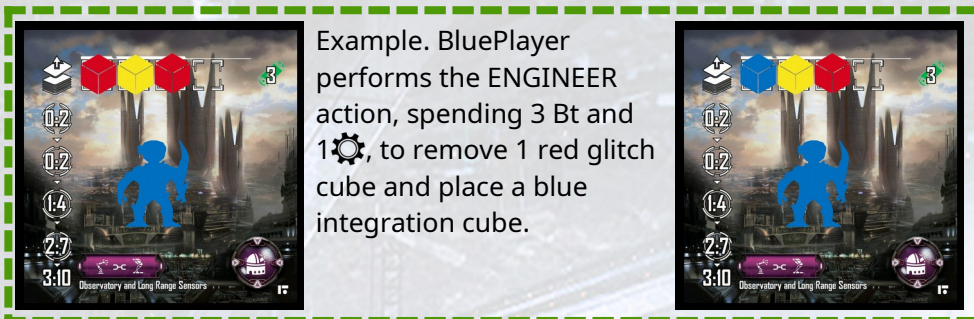 3
0:2
0:2
1:4
2:7
3:10
Observatory and Long Range Sensors
Example. BluePlayer
performs the ENGINEER
action, spending 3 Bt and
1, to remove 1 red glitch
cube and place a blue
integration cube.
3
0:2
0:2
1:4
2:7
3:10
Observatory and Long Range Sensors